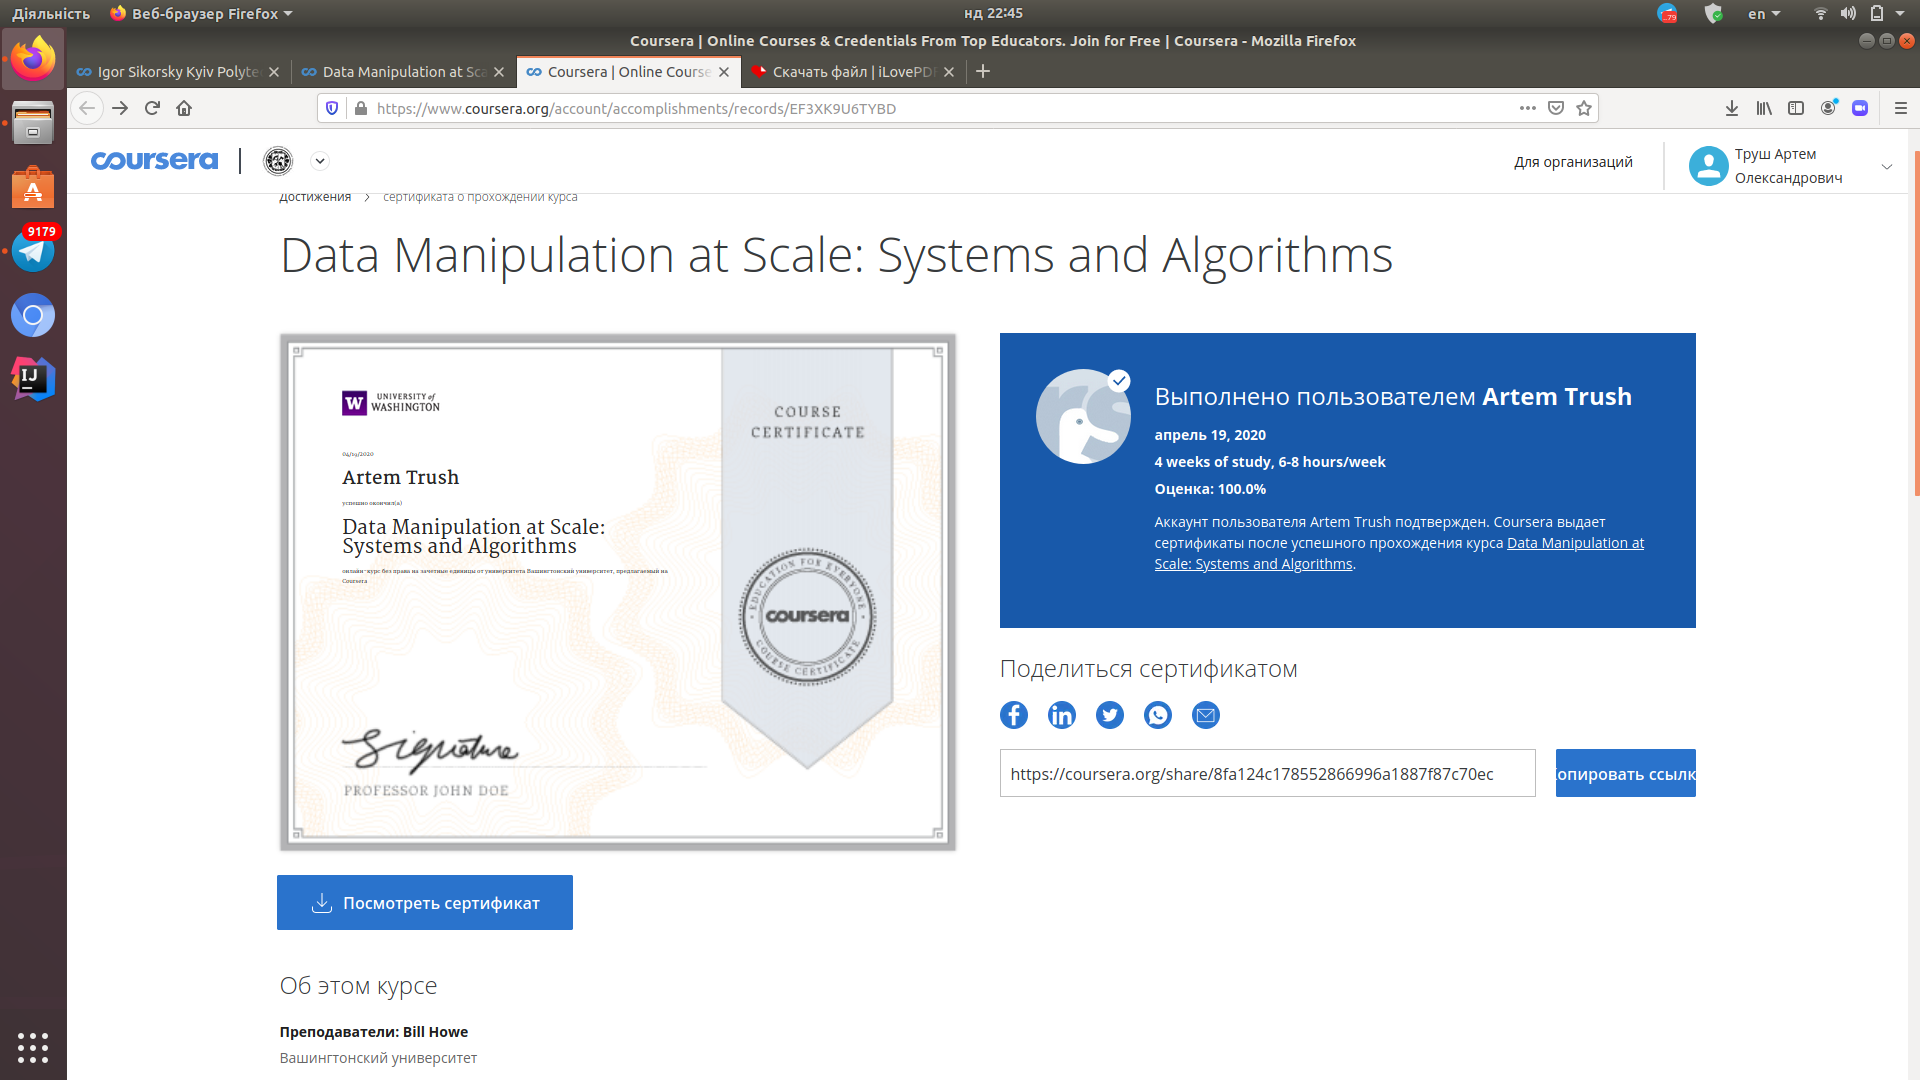 Діяльність
Веб-браузер Firefox
нд 22:45
79
en
Coursera | Online Courses & Credentials From Top Educators. Join for Free | Coursera - Mozilla Firefox
Igor Sikorsky Kyiv Polyte
Data Manipulation at Sca
Coursera | Online Course
Скачать файл | iLovePDF
https://www.coursera.org/account/accomplishments/records/EF3XK9U6TYBD
coursera
Для организаций
Труш Артем
Олександрович
Достижения
сертификата о прохождении курса
9179
IJ
Data Manipulation at Scale: Systems and Algorithms
W UNIVERSITY of
WASHINGTON
COURSE
CERTIFICATE
04/19/2020
Artem Trush
успешно окончил(а)
Data Manipulation at Scale:
Systems and Algorithms
онлайн-курс без права на зачетные единицы от университета Вашингтонский университет, предлагаемый на
Coursera
EDUCATION FOR EVERYONE
coursera
COURSE CERTIFICATE
Signature
PROFESSOR JOHN DOE
Выполнено пользователем Artem Trush
апрель 19, 2020
4 weeks of study, 6-8 hours/week
Оценка: 100.0%
Аккаунт пользователя Artem Trush подтвержден. Coursera выдает
сертификаты после успешного прохождения курса Data Manipulation at
Scale: Systems and Algorithms.
Поделиться сертификатом
https://coursera.org/share/8fa124c178552866996a1887f87c70ec
опировать ссылк
Посмотреть сертификат
Об этом курсе
Преподаватели: Bill Howe
Вашингтонский университет